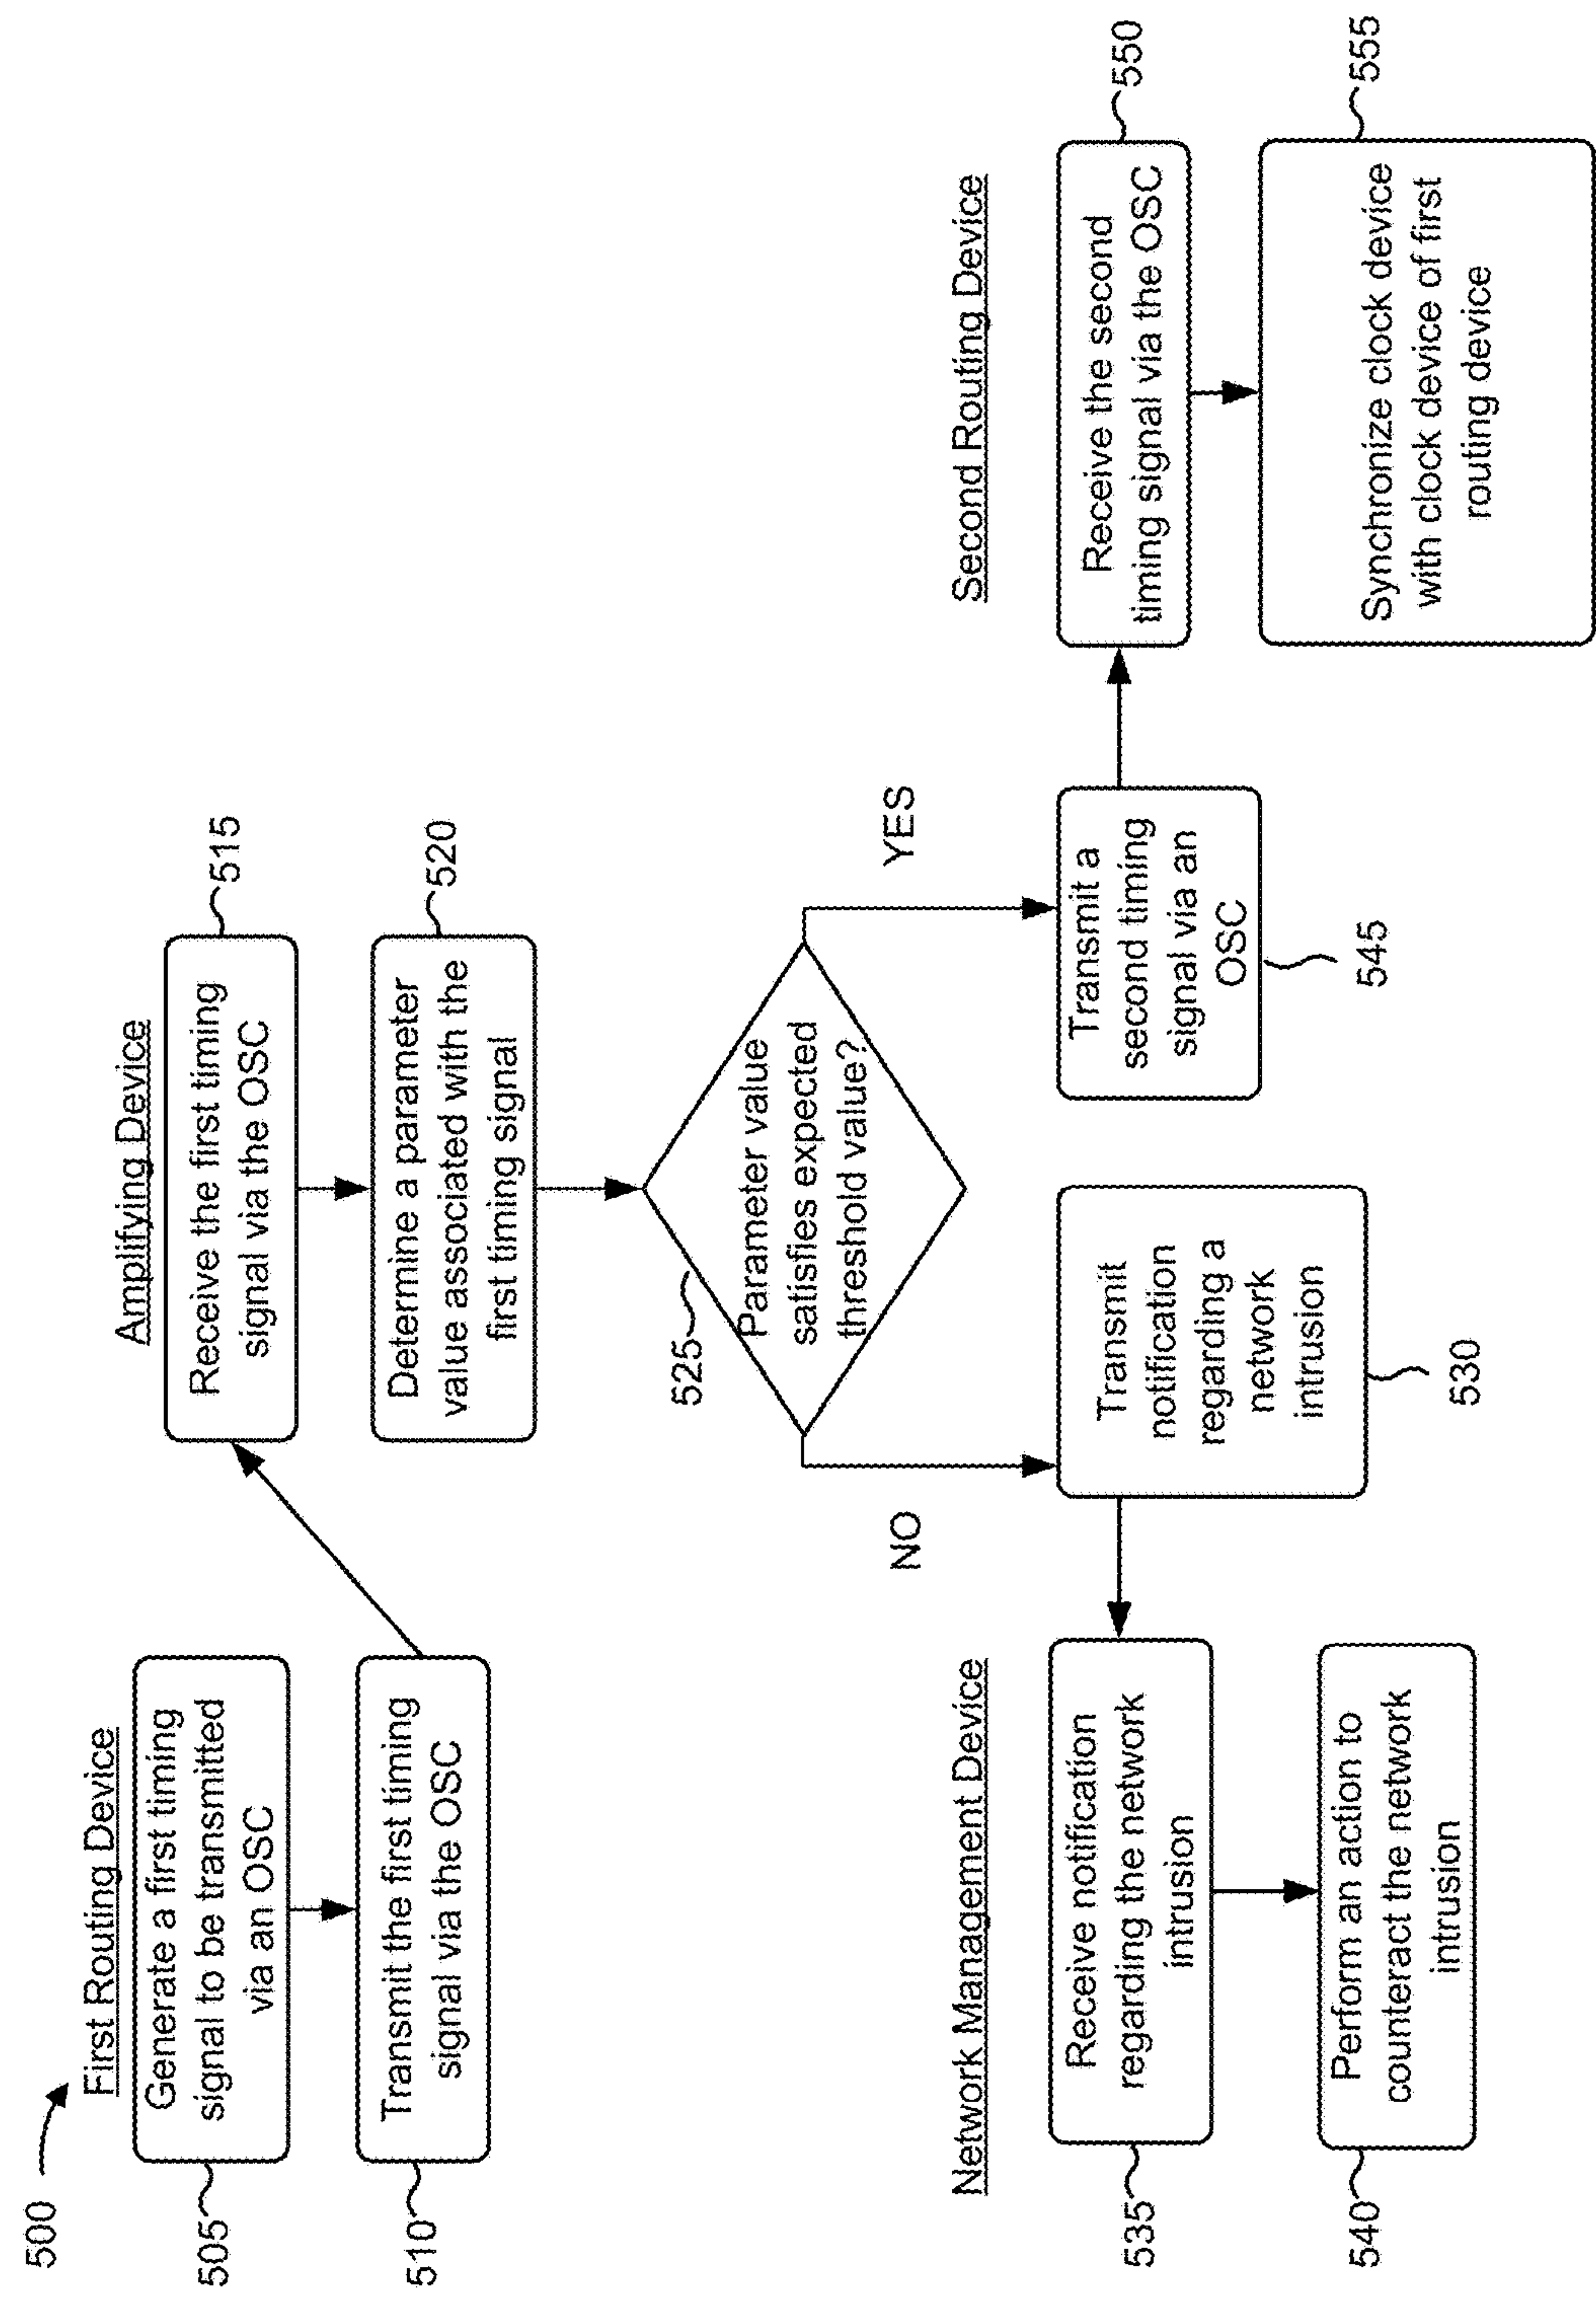 500
First Routing Device
505
Generate a first timing
signal to be transmitted
via an OSC
510
Transmit the first timing
signal via the OSC
Amplifying Device
515
Receive the first timing
signal via the OSC
520
Determine a parameter
value associated with the
first timing signal
525
Parameter value
satisfies expected
threshold value?
NO
YES
Transmit
notification
regarding a
network
intrusion
530
Network Management Device
535
Receive notification
regarding the network
intrusion
540
Perform an action to
counteract the network
intrusion
Transmit a
second timing
signal via an
OSC
545
Second Routing Device
550
Receive the second
timing signal via the OSC
555
Synchronize clock device
with clock device of first
routing device